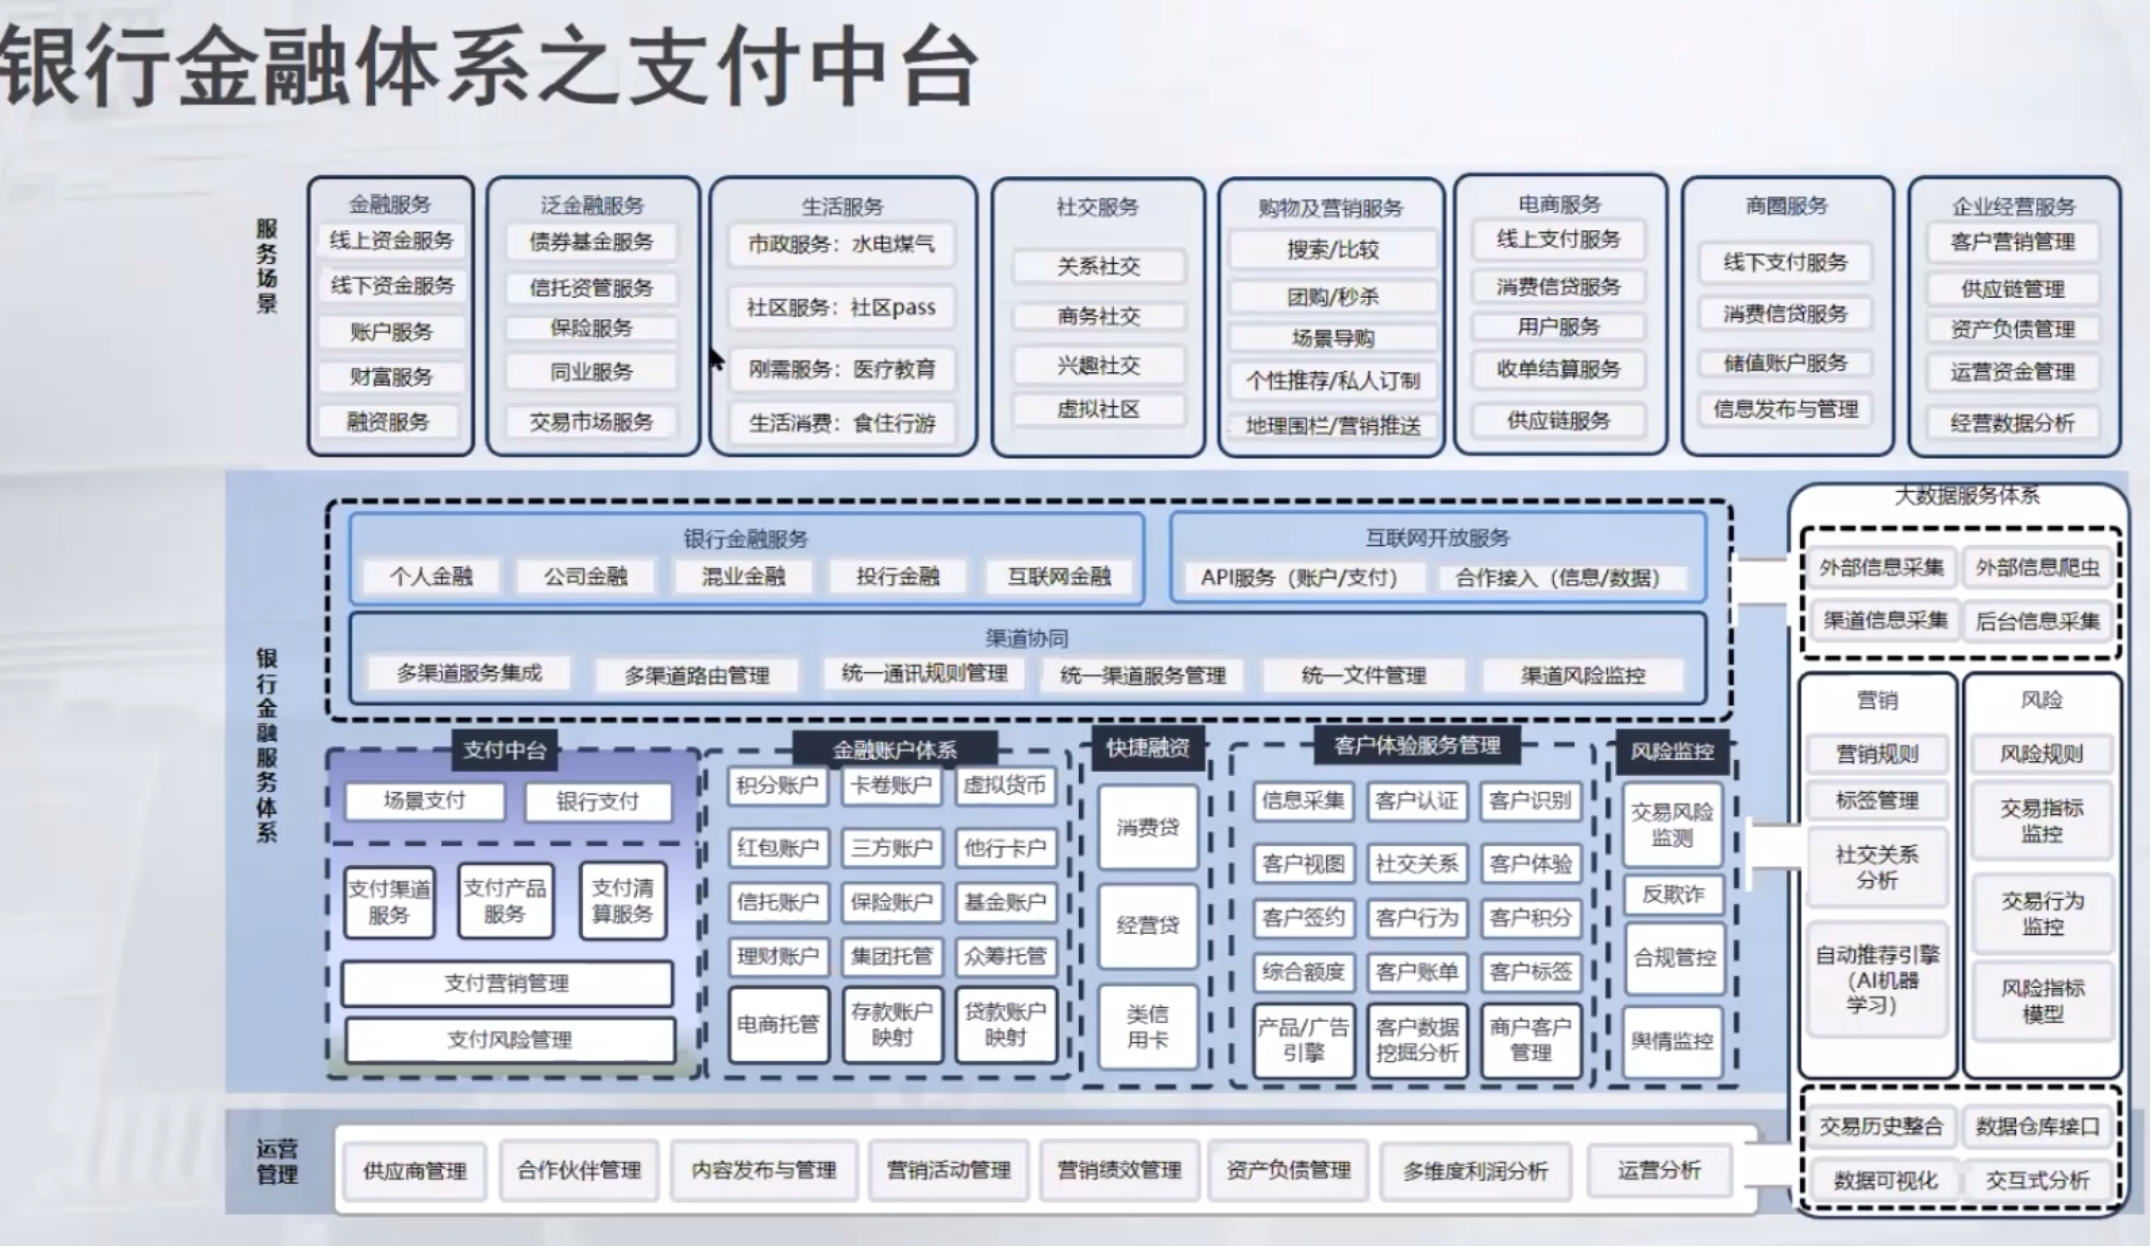 银行金融体系之支付中台
服务场景
金融服务
线上资金服务
线下资金服务
账户服务
财富服务
融资服务
泛金融服务
债券基金服务
信托资管服务
保险服务
同业服务
交易市场服务
生活服务
市政服务：水电煤气
社区服务：社区pass
刚需服务：医疗教育
生活消费：食住行游
社交服务
关系社交
商务社交
兴趣社交
虚拟社区
购物及营销服务
搜索/比较
团购/秒杀
场景导购
个性推荐/私人订制
地理围栏/营销推送
电商服务
线上支付服务
消费信贷服务
用户服务
收单结算服务
供应链服务
商圈服务
线下支付服务
消费信贷服务
储值账户服务
信息发布与管理
企业经营服务
客户营销管理
供应链管理
资产负债管理
运营资金管理
经营数据分析
银行金融服务体系
银行金融服务
个人金融
公司金融
混业金融
投行金融
互联网金融
互联网开放服务
API服务（账户/支付）
合作接入（信息/数据）
渠道协同
多渠道服务集成
多渠道路由管理
统一通讯规则管理
统一渠道服务管理
统一文件管理
渠道风险监控
支付中台
场景支付
银行支付
支付渠道
服务
支付产品
服务
支付清
算服务
支付营销管理
支付风险管理
金融账户体系
积分账户
卡卷账户
虚拟货币
红包账户
三方账户
他行卡户
信托账户
保险账户
基金账户
理财账户
集团托管
众筹托管
电商托管
存款账户
映射
贷款账户
映射
快捷融资
消费贷
经营贷
类信
用卡
客户体验服务管理
信息采集
客户认证
客户识别
客户视图
社交关系
客户体验
客户签约
客户行为
客户积分
综合额度
客户账单
客户标签
产品/广告
引擎
客户数据
挖掘分析
商户客户
管理
风险监控
交易风险
监测
反欺诈
合规管控
舆情监控
大数据服务体系
外部信息采集
外部信息爬虫
渠道信息采集
后台信息采集
营销
营销规则
标签管理
社交关系
分析
自动推荐引擎
（AI机器
学习）
风险
风险规则
交易指标
监控
交易行为
监控
风险指标
模型
交易历史整合
数据仓库接口
数据可视化
交互式分析
运营
管理
供应商管理
合作伙伴管理
内容发布与管理
营销活动管理
营销绩效管理
资产负债管理
多维度利润分析
运营分析